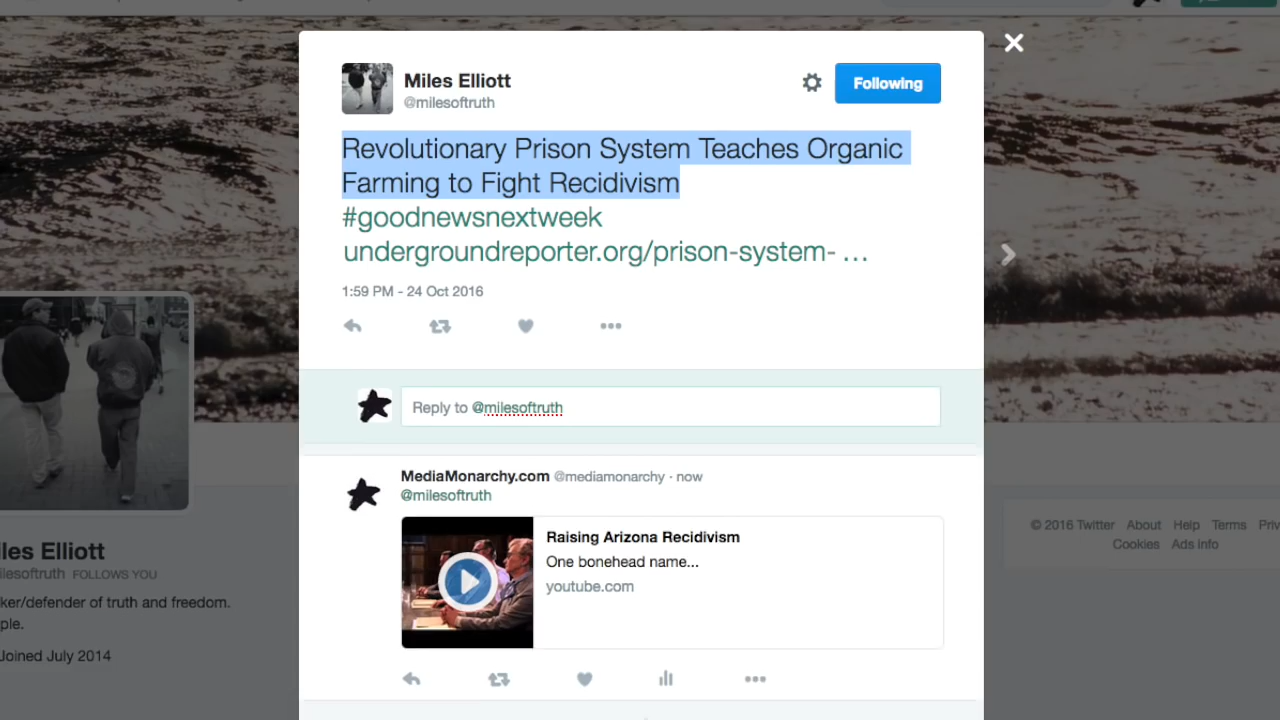 Miles Elliott
@milesoftruth
Following
Revolutionary Prison System Teaches Organic
Farming to Fight Recidivism
#goodnewsnextweek
undergroundreporter.org/prison-system- …
1:59 PM - 24 Oct 2016
Reply to @milesoftruth
MediaMonarchy.com @mediamonarchy · now
@milesoftruth
Raising Arizona Recidivism
One bonehead name...
youtube.com
les Elliott
ilesoftruth FOLLOWS YOU
ker/defender of truth and freedom.
ple.
Joined July 2014
© 2016 Twitter About Help Terms Priv
Cookies Ads info